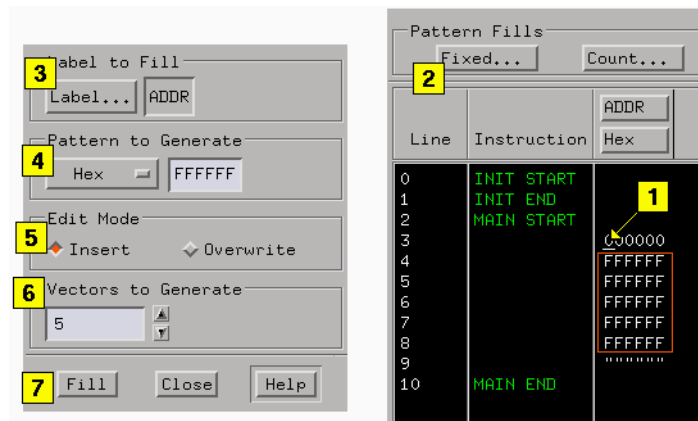 3 Label to Fill
Label... ADDR
4 Pattern to Generate
Hex FFFFFF
Edit Mode
5 Insert Overwrite
6 Vectors to Generate
5
7 Fill Close Help
Pattern Fills
Fixed... Count...
2
ADDR
Line Instruction Hex
0 INIT START
1 INIT END
2 MAIN START
1
3 000000
4 FFFFFF
5 FFFFFF
6 FFFFFF
7 FFFFFF
8 FFFFFF
9 """"""
10 MAIN END